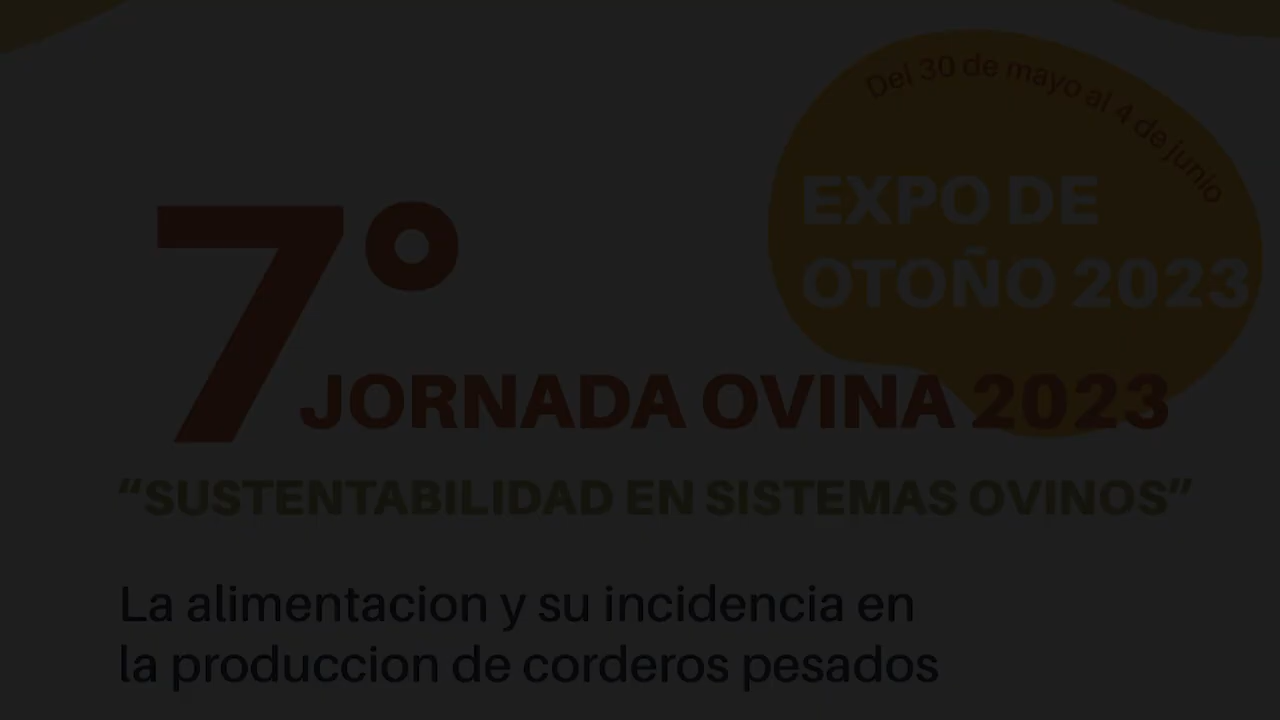 Del 30 de mayo al 4 de junio
EXPO DE
OTOÑO 2023
7°
JORNADA OVINA 2023
“SUSTENTABILIDAD EN SISTEMAS OVINOS”
La alimentacion y su incidencia en
la produccion de corderos pesados